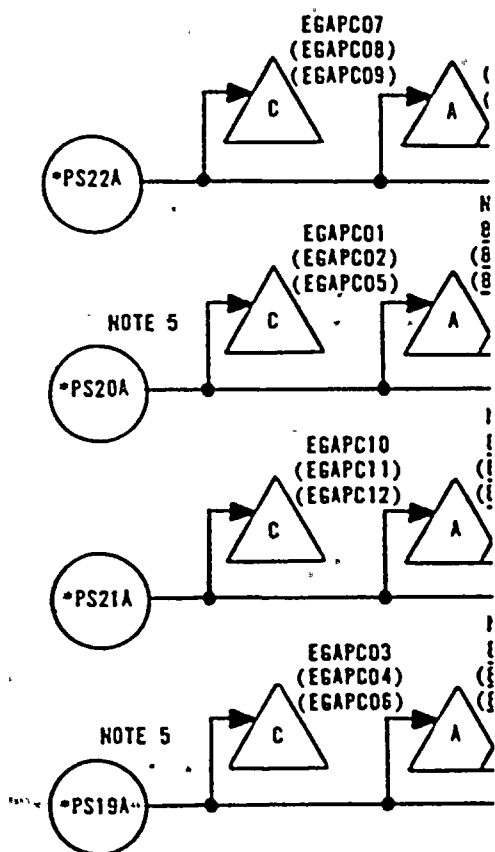 EGAPC07
(EGAPC08)
(EGAPC09)
C
A
*PS22A
EGAPC01
(EGAPC02)
(EGAPC05)
NOTE 5
C
A
*PS20A
EGAPC10
(EGAPC11)
(EGAPC12)
C
A
*PS21A
EGAPC03
(EGAPC04)
(EGAPC06)
NOTE 5
C
A
*PS19A